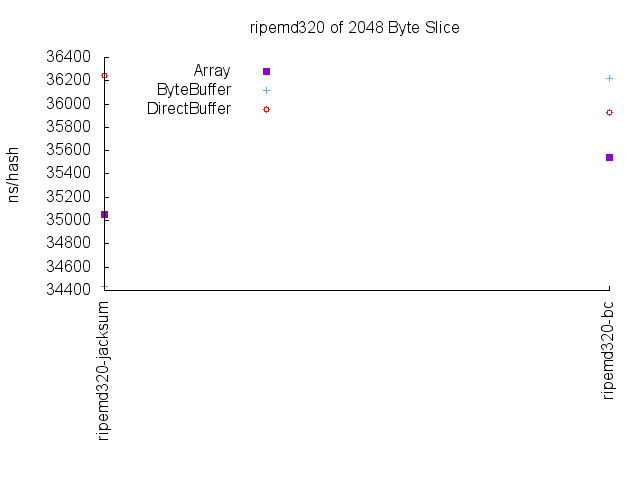 ripemd320 of 2048 Byte Slice
ns/hash
36400
36200
36000
35800
35600
35400
35200
35000
34800
34600
34400
Array
ByteBuffer
DirectBuffer
ripemd320-jacksum
ripemd320-bc